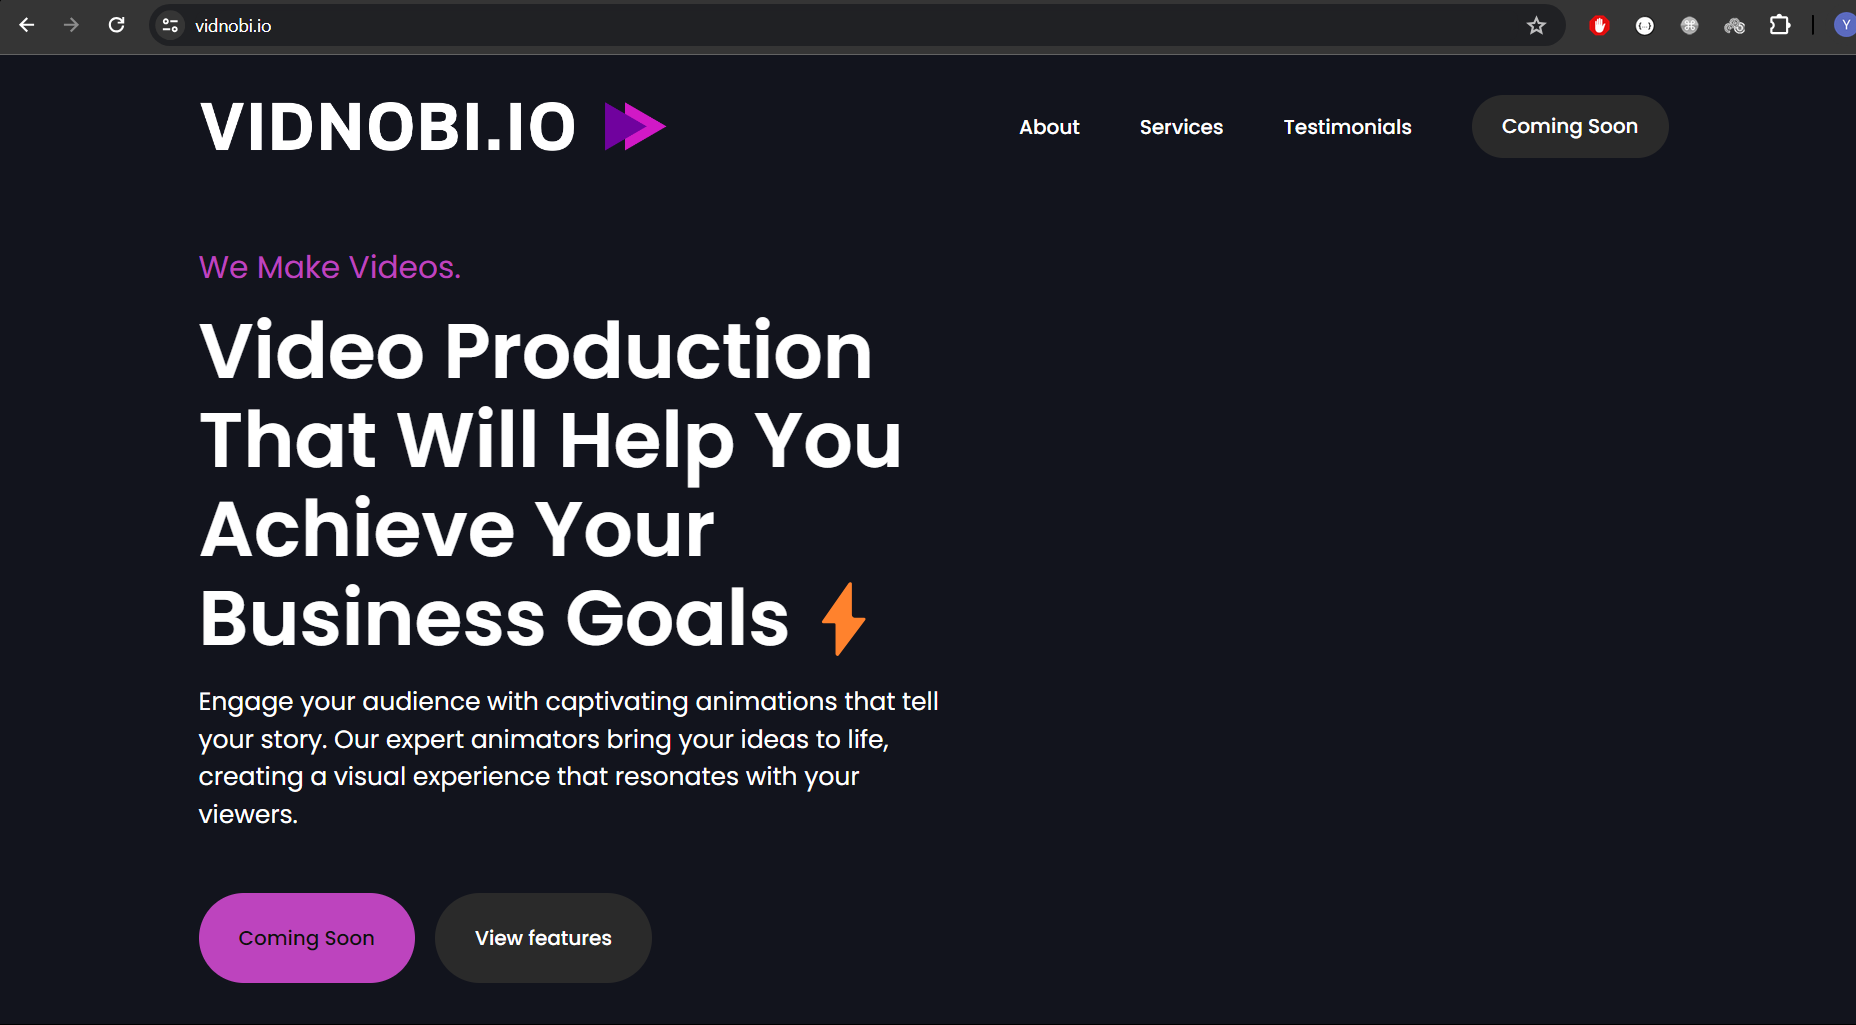 vidnobi.io
Y
VIDNOBI.IO
About
Services
Testimonials
Coming Soon
We Make Videos.
Video Production
That Will Help You
Achieve Your
Business Goals
Engage your audience with captivating animations that tell
your story. Our expert animators bring your ideas to life,
creating a visual experience that resonates with your
viewers.
Coming Soon
View features